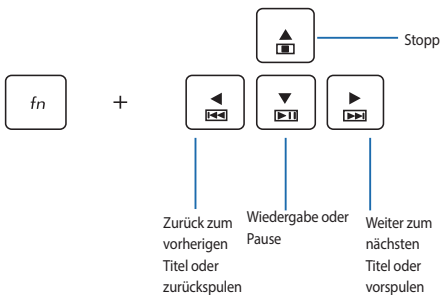 Stopp
fn
+
Zurück zum
vorherigen
Titel oder
zurückspulen
Wiedergabe oder
Pause
Weiter zum
nächsten
Titel oder
vorspulen